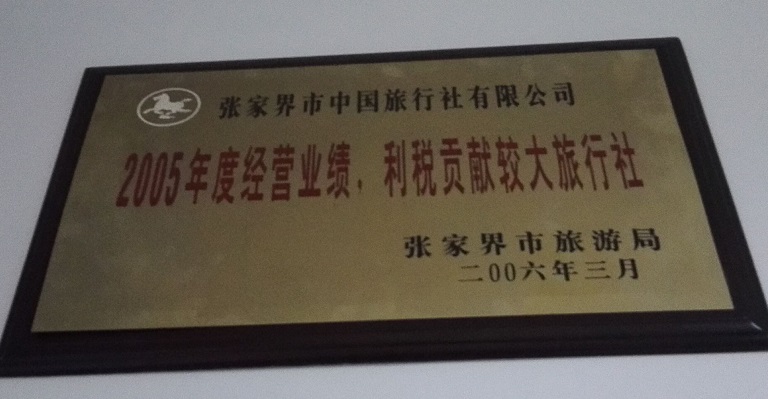 张家界市中国旅行社有限公司
2005年度经营业绩，利税贡献较大旅行社
张家界市旅游局
二00六年三月